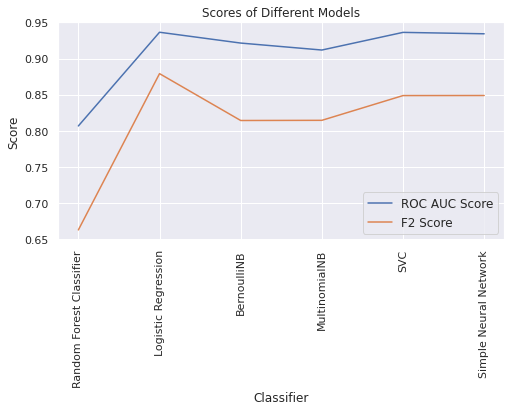 Scores of Different Models
0.95
0.90
0.85
0.80
0.75
0.70
0.65
Score
ROC AUC Score
F2 Score
Random Forest Classifier
Logistic Regression
BernoulliNB
MultinomialNB
SVC
Simple Neural Network
Classifier